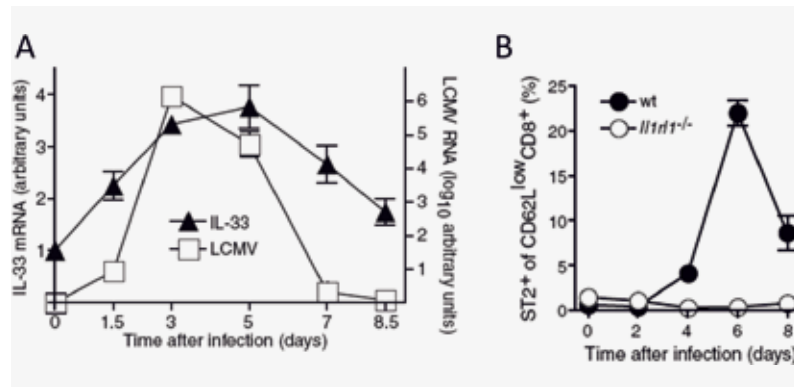 A
IL-33 mRNA (arbitrary units)
4
3
2
1
IL-33
LCMV
6
5
4
3
2
1
LCMV RNA (log10 arbitrary units)
0
1.5
3
5
7
8.5
Time after infection (days)
B
ST2+ of CD62LlowCD8+ (%)
25
20
15
10
5
0
wt
Il1rl1-/-
0
2
4
6
8
Time after infection (days)